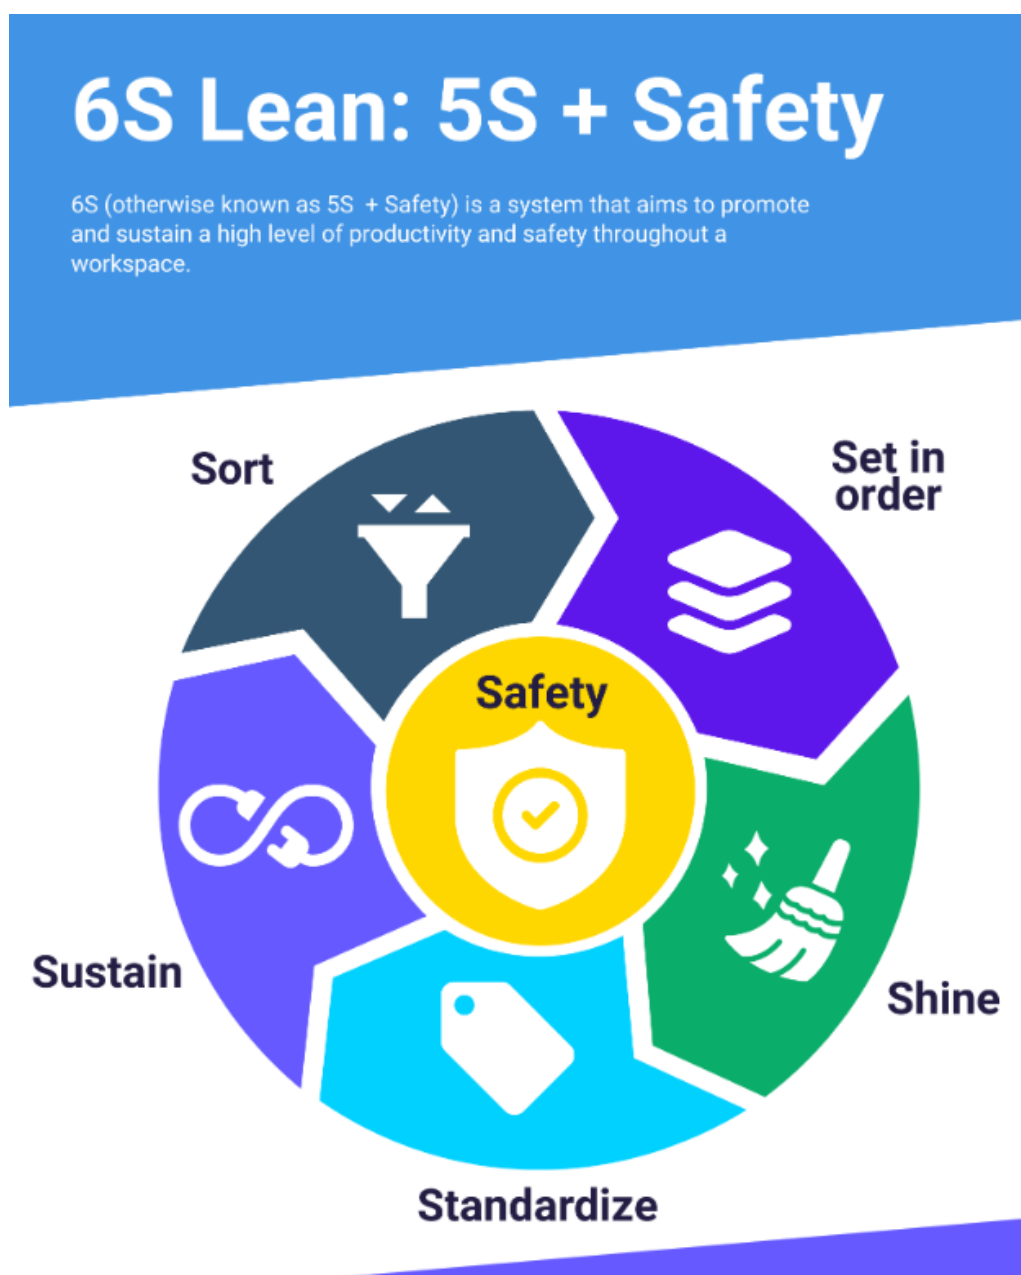 6S Lean: 5S + Safety
6S (otherwise known as 5S + Safety) is a system that aims to promote
and sustain a high level of productivity and safety throughout a
workspace.
Sort
Set in
order
Safety
Sustain
Shine
Standardize